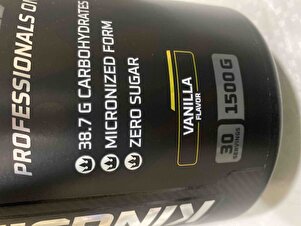 PROFESSIONALS O
38.7 G CARBOHYDRATES
MICRONIZED FORM
ZERO SUGAR
VANILLA
FLAVOR
30
SERVINGS
1500 G